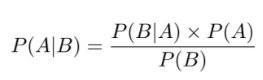 P(A|B) = P(B|A) × P(A) / P(B)